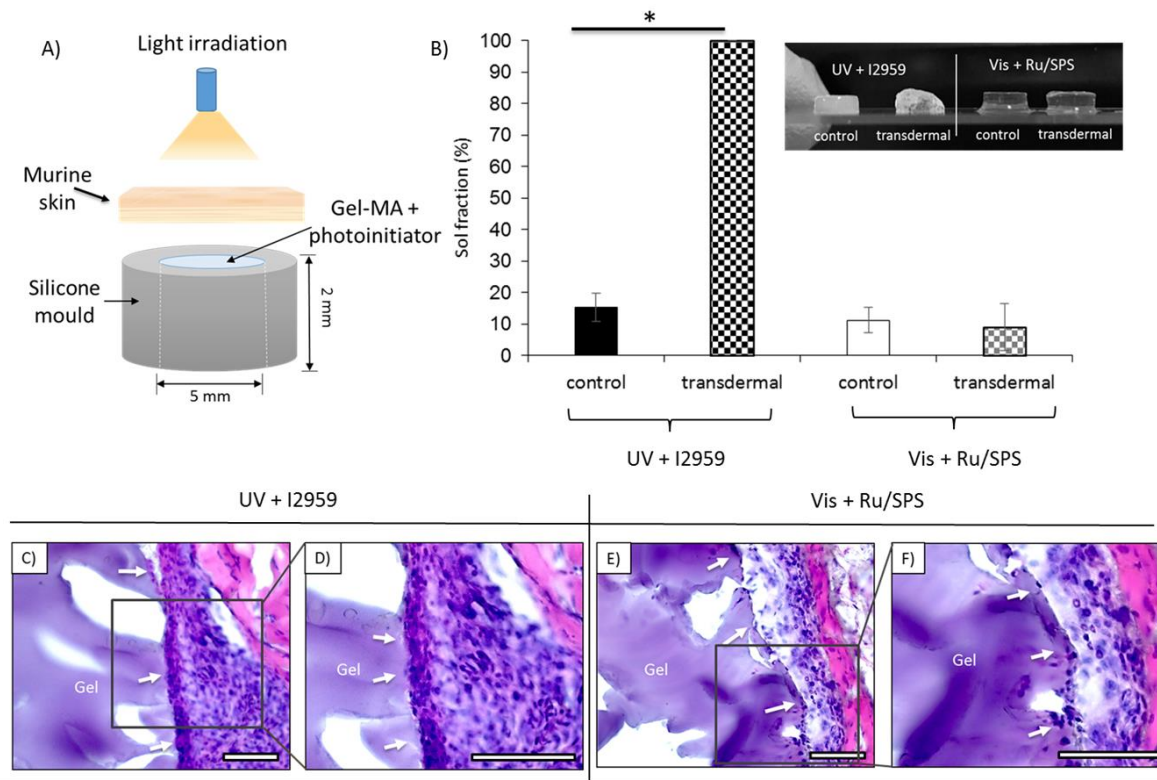 A)
Light irradiation
Murine
skin
Gel-MA +
photoinitiator
Silicone
mould
2 mm
5 mm
B)
*
Sol fraction (%)
100
90
80
70
60
50
40
30
20
10
0
control
transdermal
control
transdermal
UV + I2959
Vis + Ru/SPS
UV + I2959
Vis + Ru/SPS
control
transdermal
control
transdermal
UV + I2959
Vis + Ru/SPS
C)
Gel
D)
Gel
E)
Gel
F)
Gel